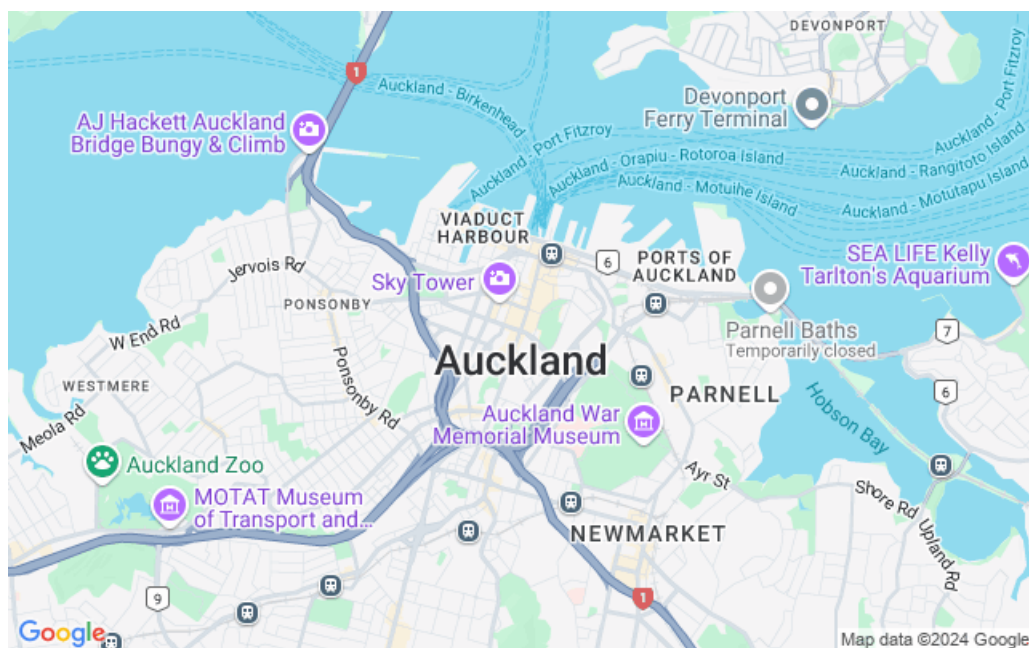 DEVONPORT
1
Auckland - Birkenhead
Auckland - Port Fitzroy
Devonport
Ferry Terminal
AJ Hackett Auckland
Bridge Bungy & Climb
Auckland - Port Fitzroy
Auckland - Orapiu - Rotoroa Island
Auckland - Motuihe Island
Auckland - Rangitoto Island
Auckland - Motutapu Island
VIADUCT
HARBOUR
6
PORTS OF
AUCKLAND
SEA LIFE Kelly
Tarlton's Aquarium
Jervois Rd
Sky Tower
PONSONBY
W End Rd
Parnell Baths
Temporarily closed
7
Auckland
WESTMERE
Ponsonby Rd
PARNELL
6
Meola Rd
Auckland War
Memorial Museum
Hobson Bay
Auckland Zoo
MOTAT Museum
of Transport and...
Ayr St
Shore Rd
Upland Rd
NEWMARKET
9
1
Google
Map data ©2024 Google